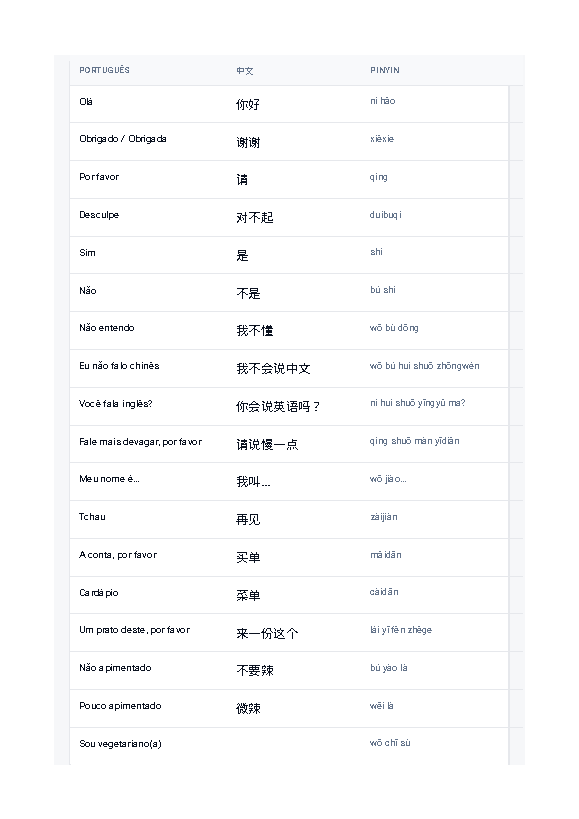 PORTUGUÊS 中文 PINYIN
Olá 你好 nǐ hǎo
Obrigado / Obrigada 谢谢 xièxie
Por favor 请 qǐng
Desculpe 对不起 duìbuqǐ
Sim 是 shì
Não 不是 bú shì
Não entendo 我不懂 wǒ bù dǒng
Eu não falo chinês 我不会说中文 wǒ bú huì shuō zhōngwén
Você fala inglês? 你会说英语吗？ nǐ huì shuō yīngyǔ ma?
Fale mais devagar, por favor 请说慢一点 qǐng shuō màn yīdiǎn
Meu nome é... 我叫... wǒ jiào...
Tchau 再见 zàijiàn
A conta, por favor 买单 mǎidān
Cardápio 菜单 càidān
Um prato deste, por favor 来一份这个 lái yī fèn zhège
Não apimentado 不要辣 bú yào là
Pouco apimentado 微辣 wēi là
Sou vegetariano(a) wǒ chī sù